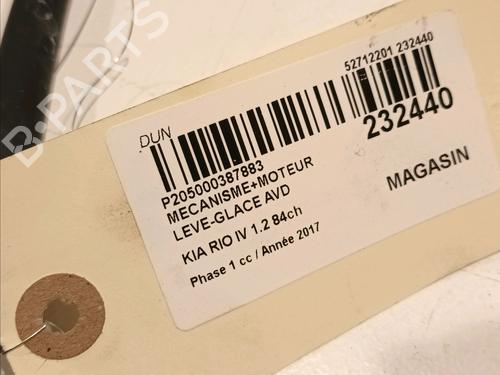 DUN
52712201 232440
P205000387883
232440
MECANISME+MOTEUR
LEVE-GLACE AVD
MAGASIN
KIA RIO IV 1.2 84ch
Phase 1 cc / Année 2017
B-PARTS